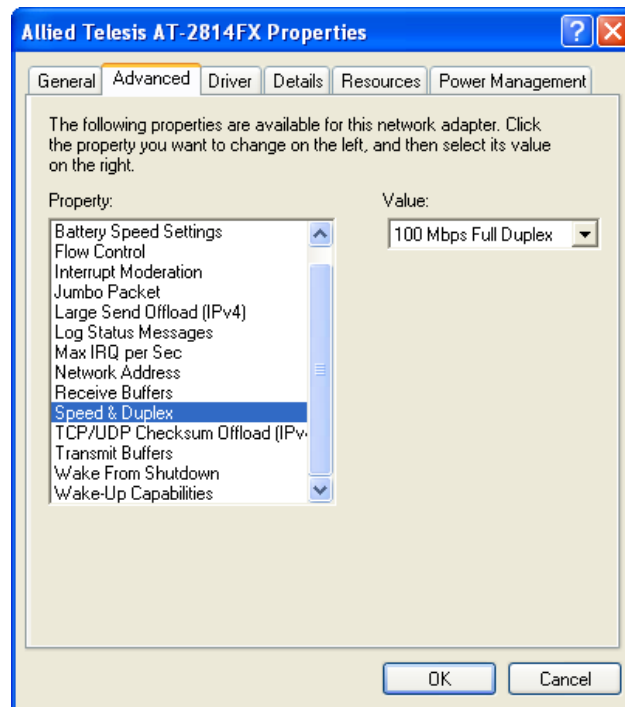 Allied Telesis AT-2814FX Properties
General Advanced Driver Details Resources Power Management
The following properties are available for this network adapter. Click
the property you want to change on the left, and then select its value
on the right.
Property:
Value:
Battery Speed Settings
Flow Control
Interrupt Moderation
Jumbo Packet
Large Send Offload (IPv4)
Log Status Messages
Max IRQ per Sec
Network Address
Receive Buffers
Speed & Duplex
TCP/UDP Checksum Offload (IPv
Transmit Buffers
Wake From Shutdown
Wake-Up Capabilities
100 Mbps Full Duplex
OK Cancel